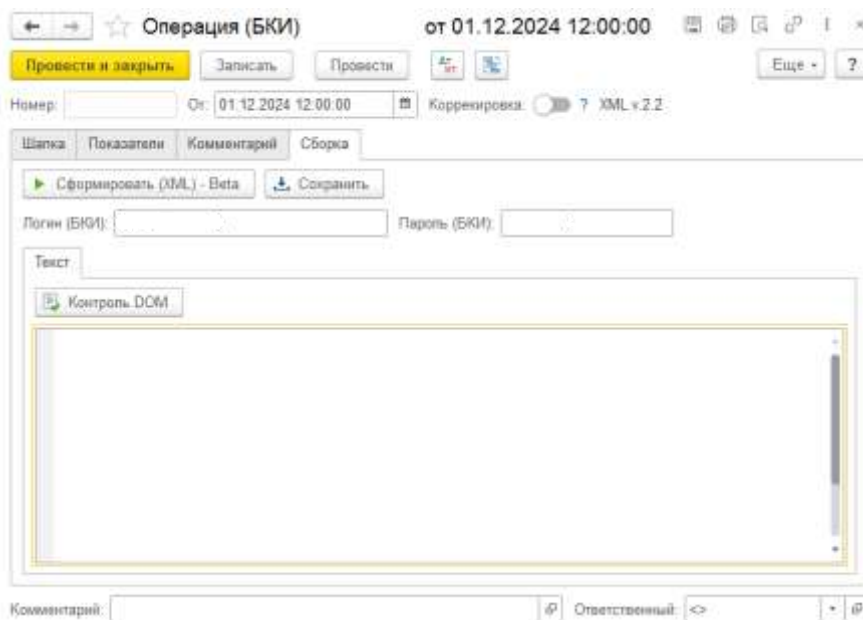 Операция (БКИ) от 01.12.2024 12:00:00
Провести и закрыть Записать Провести Еще ?
Номер: От: 01.12.2024 12:00:00 Коррекировка: ? XML v.2.2
Шапка Показатели Комментарий Сборка
Сформировать (XML) - Beta Сохранить
Логин (БКИ): Пароль (БКИ):
Текст
Контроль DOM
Комментарий: Ответственный: <>